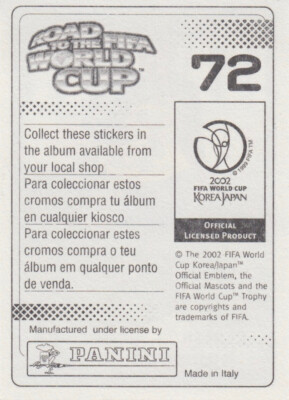 ROAD
TO THE FIFA
WORLD
CUP™
72
Collect these stickers in
the album available from
your local shop
Para coleccionar estos
cromos compra tu álbum
en cualquier kiosco
Para coleccionar estes
cromos compra o teu
álbum em qualquer ponto
de venda.
© 1999 FIFA TM
2002
FIFA WORLD CUP
KOREA JAPAN
OFFICIAL
LICENSED PRODUCT
© The 2002 FIFA World
Cup Korea/Japan™
Official Emblem, the
Official Mascots and the
FIFA World Cup™ Trophy
are copyrights and
trademarks of FIFA.
Manufactured under license by
PANINI
Made in Italy